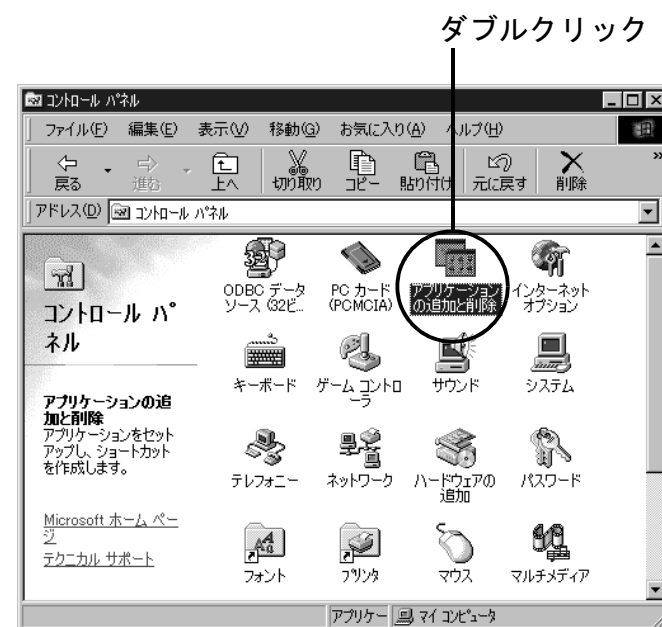 ダブルクリック
コントロール パネル
ファイル(F) 編集(E) 表示(V) 移動(G) お気に入り(A) ヘルプ(H)
戻る 進む 上へ 切り取り コピー 貼り付け 元に戻す 削除 »
アドレス(D) コントロール パネル
コントロール パ
ネル
アプリケーションの追
加と削除
アプリケーションをセット
アップし、ショートカット
を作成します。
Microsoft ホーム ペー
ジ
テクニカル サポート
ODBC データ
ソース (32ビ...
PC カード
(PCMCIA)
アプリケーション
の追加と削除
インターネット
オプション
キーボード
ゲーム コントロ
ーラ
サウンド
システム
テレフォニー
ネットワーク
ハードウェアの
追加
パスワード
フォント
プリンタ
マウス
マルチメディア
アプリケー マイ コンピュータ